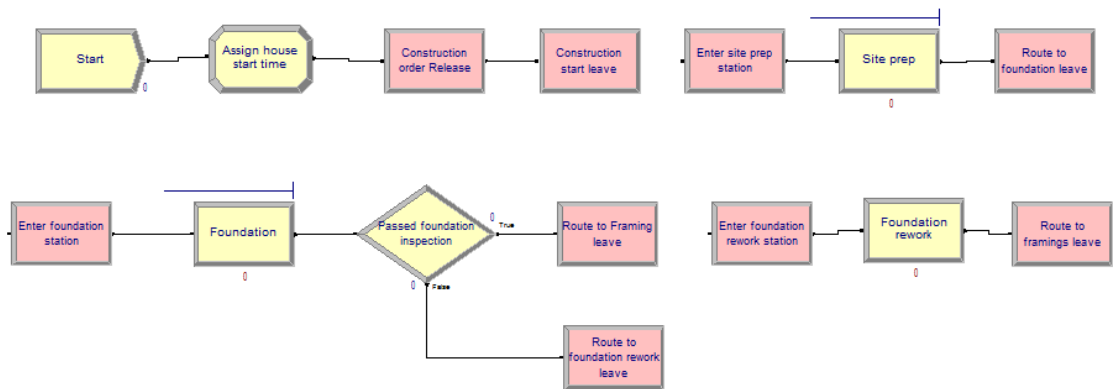 Start
Assign house
start time
Construction
order Release
Construction
start leave
Enter site prep
station
Site prep
Route to
foundation leave
0
0
Enter foundation
station
Foundation
0
Passed foundation
inspection
0
True
0
False
Route to Framing
leave
Route to
foundation rework
leave
Enter foundation
rework station
Foundation
rework
0
Route to
framings leave